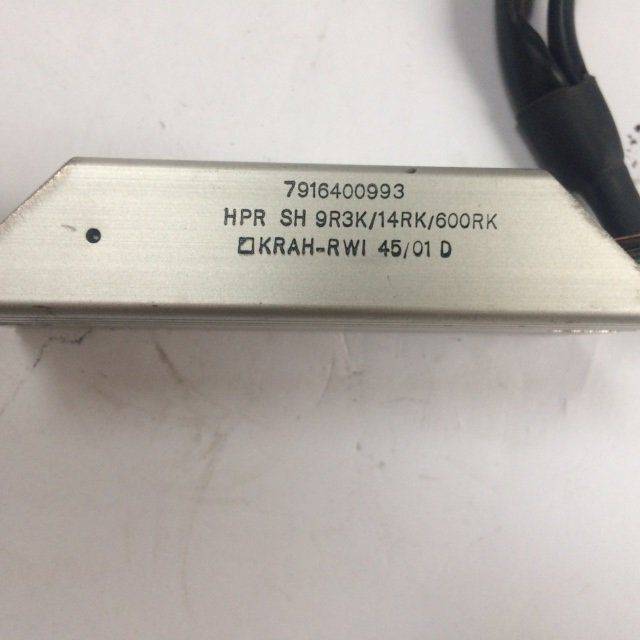 7916400993
HPR SH 9R3K/14RK/600RK
KRAH-RWI 45/01 D